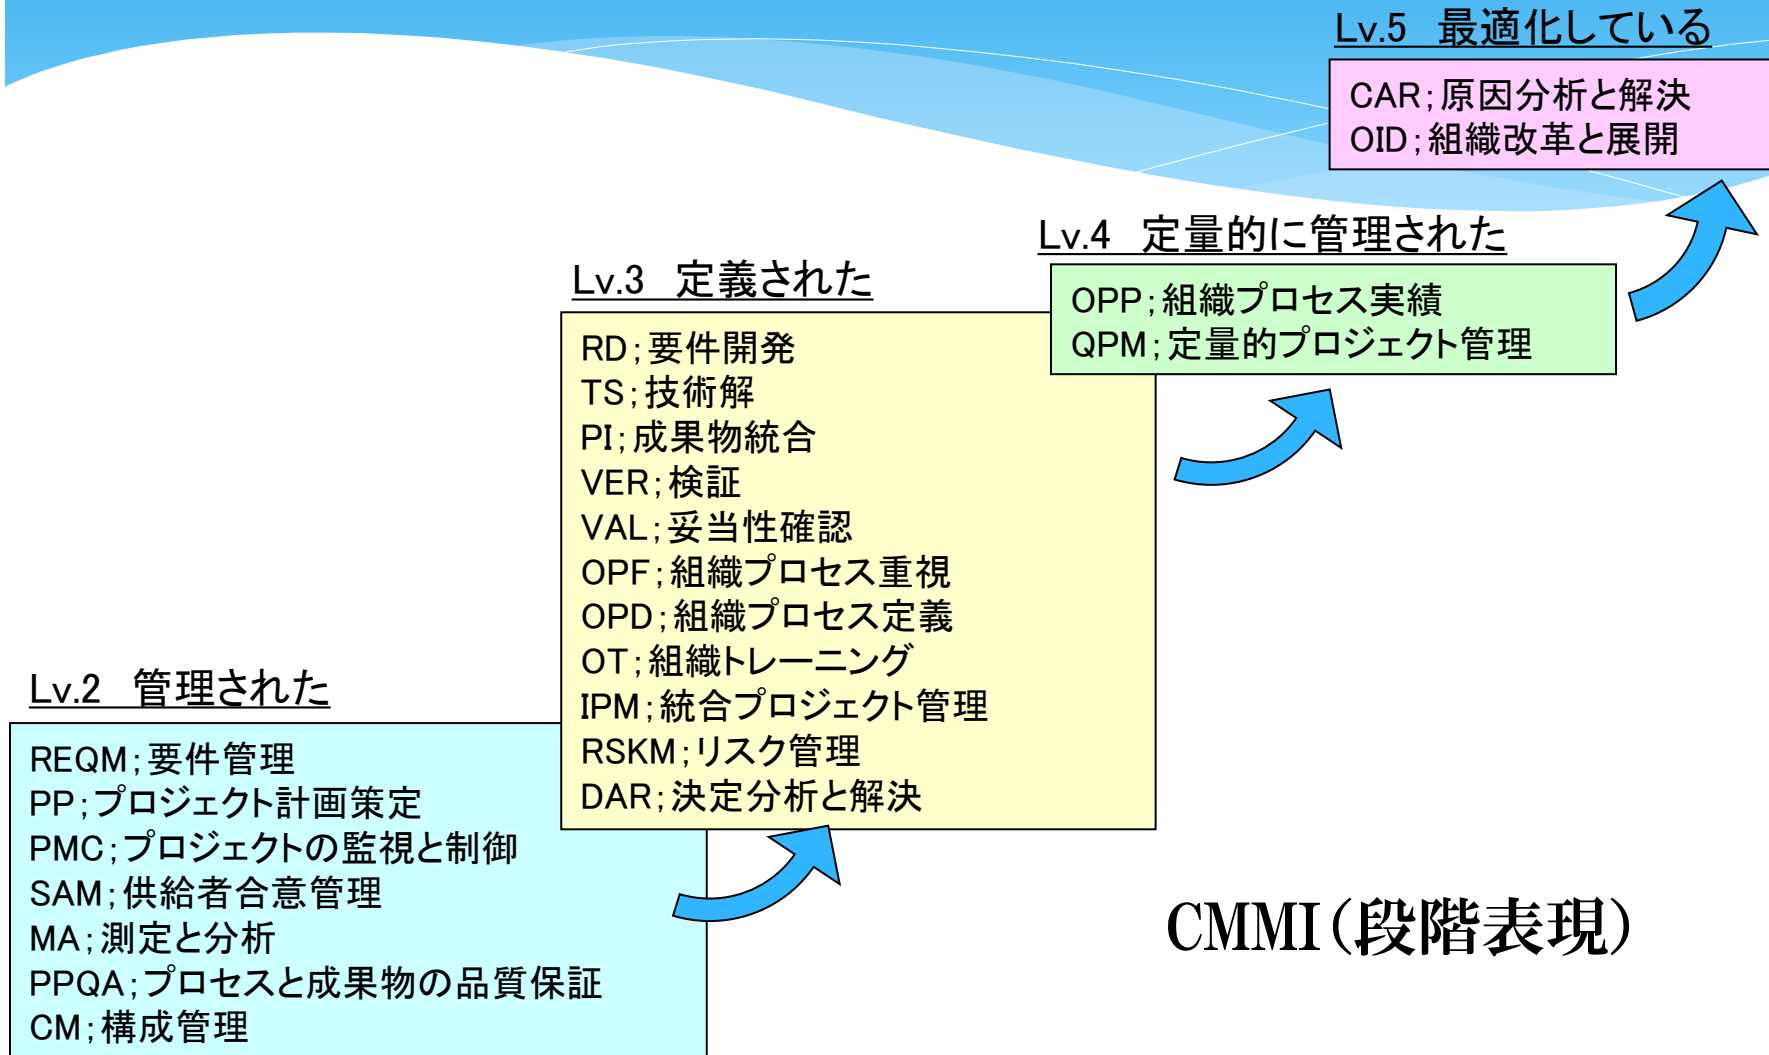 Lv.5　最適化している
CAR；原因分析と解決
OID；組織改革と展開
Lv.4　定量的に管理された
OPP；組織プロセス実績
QPM；定量的プロジェクト管理
Lv.3　定義された
RD；要件開発
TS；技術解
PI；成果物統合
VER；検証
VAL；妥当性確認
OPF；組織プロセス重視
OPD；組織プロセス定義
OT；組織トレーニング
IPM；統合プロジェクト管理
RSKM；リスク管理
DAR；決定分析と解決
Lv.2　管理された
REQM；要件管理
PP；プロジェクト計画策定
PMC；プロジェクトの監視と制御
SAM；供給者合意管理
MA；測定と分析
PPQA；プロセスと成果物の品質保証
CM；構成管理
CMMI（段階表現）